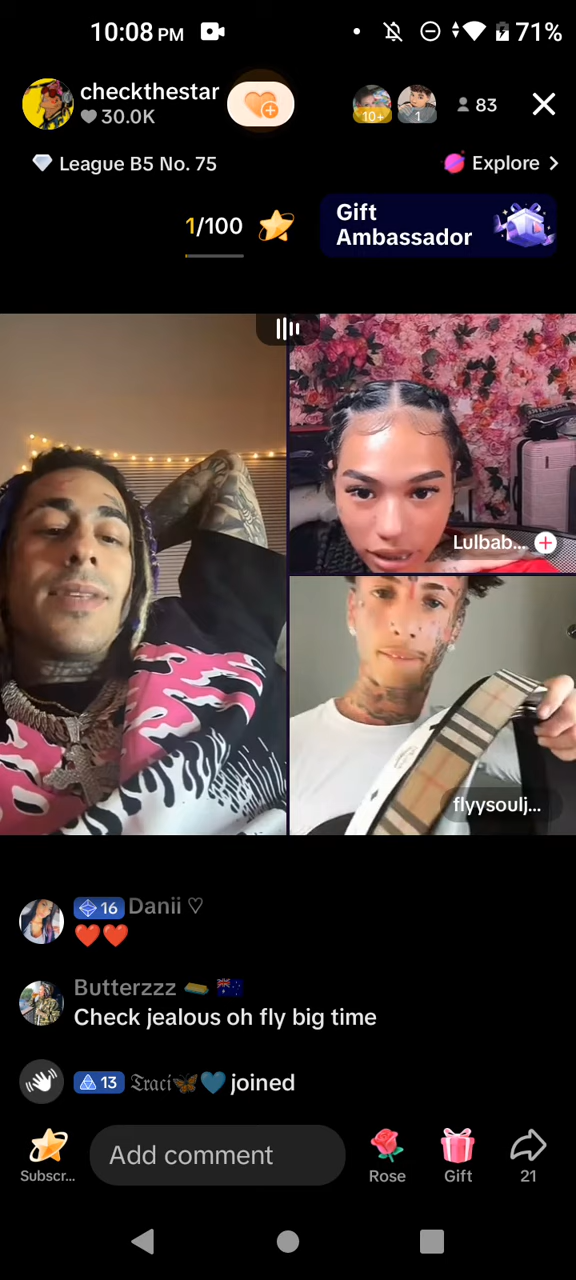 10:08 PM
71%
checkthestar
30.0K
10+
1
83
League B5 No. 75
Explore
1/100
Gift
Ambassador
Lulbab...
flyysoulj...
16 Danii ♡
❤️❤️
Butterzzz 🇦🇺
Check jealous oh fly big time
13 𝔗𝔯𝔞𝔠𝔦🦋💙 joined
Subscr...
Add comment
Rose
Gift
21